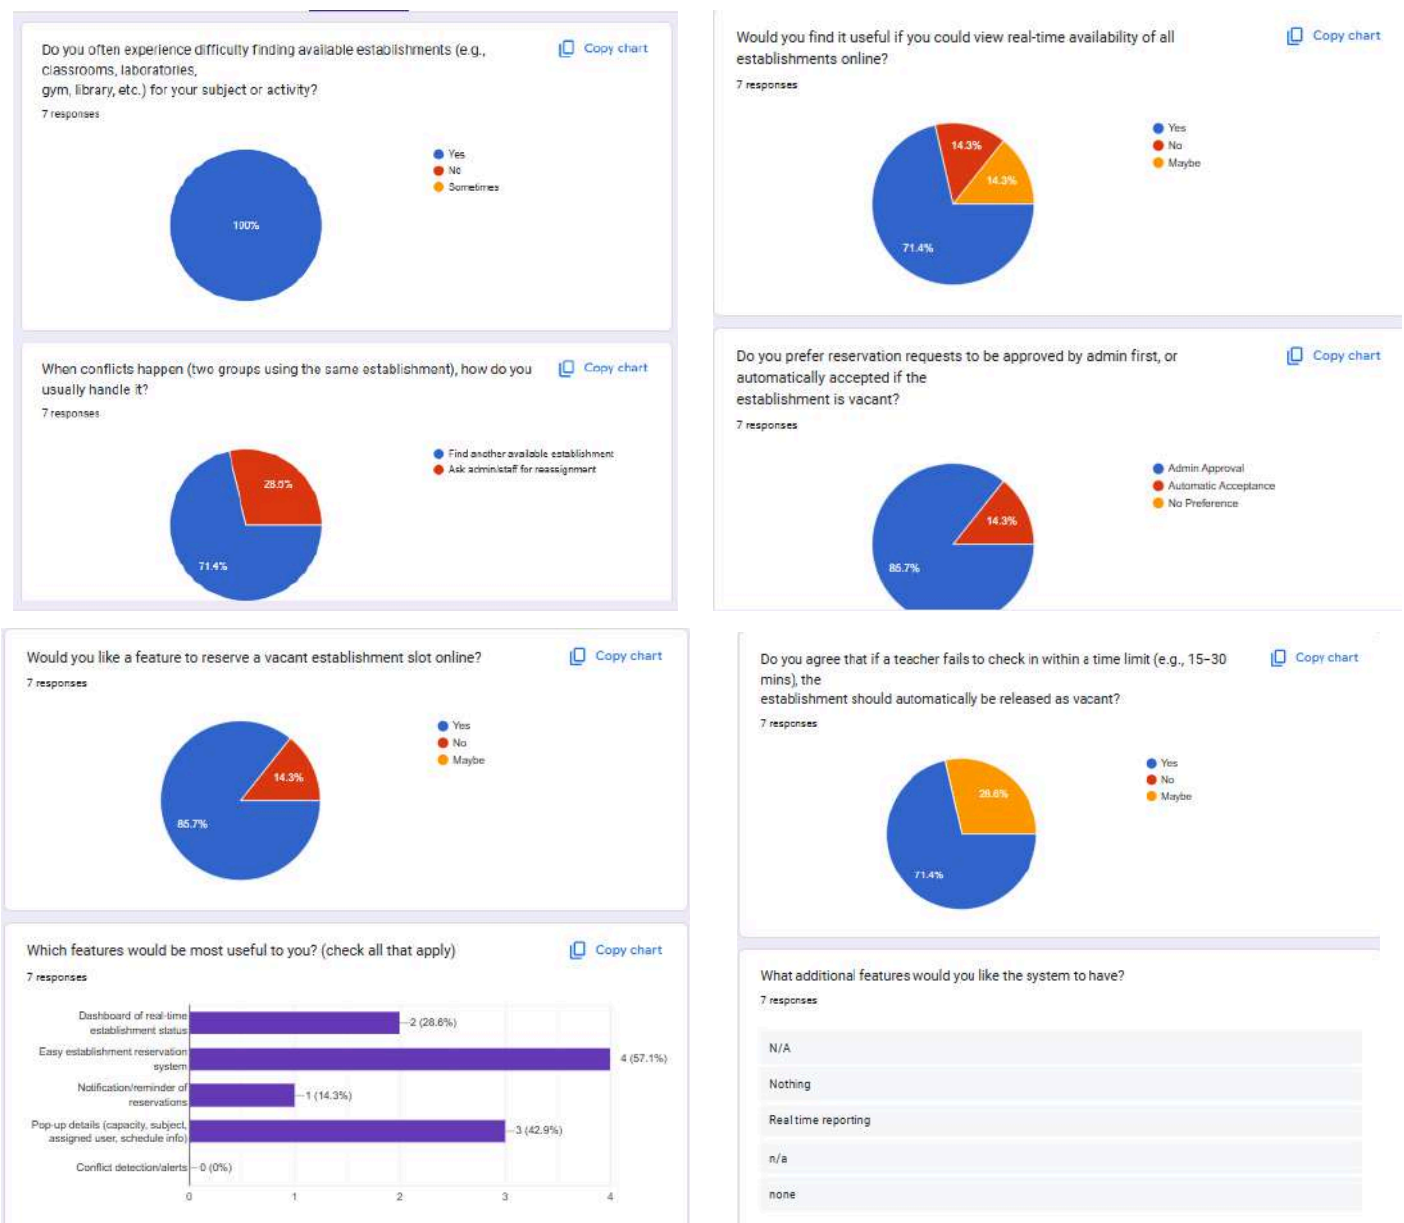 Do you often experience difficulty finding available establishments (e.g.,
classrooms, laboratories,
gym, library, etc.) for your subject or activity?
Copy chart
7 responses
Yes
No
Sometimes
100%
When conflicts happen (two groups using the same establishment), how do you
usually handle it?
Copy chart
7 responses
Find another available establishment
Ask admin/staff for reassignment
28.6%
71.4%
Would you find it useful if you could view real-time availability of all
establishments online?
Copy chart
7 responses
Yes
No
Maybe
14.3%
14.3%
71.4%
Do you prefer reservation requests to be approved by admin first, or
automatically accepted if the
establishment is vacant?
Copy chart
7 responses
Admin Approval
Automatic Acceptance
No Preference
14.3%
85.7%
Would you like a feature to reserve a vacant establishment slot online?
Copy chart
7 responses
Yes
No
Maybe
14.3%
85.7%
Which features would be most useful to you? (check all that apply)
Copy chart
7 responses
Dashboard of real-time
establishment status
2 (28.6%)
Easy establishment reservation
system
4 (57.1%)
Notification/reminder of
reservations
1 (14.3%)
Pop-up details (capacity, subject,
assigned user, schedule info)
3 (42.9%)
Conflict detection/alerts
0 (0%)
0 1 2 3 4
Do you agree that if a teacher fails to check in within a time limit (e.g., 15–30
mins), the
establishment should automatically be released as vacant?
Copy chart
7 responses
Yes
No
Maybe
28.6%
71.4%
What additional features would you like the system to have?
7 responses
N/A
Nothing
Real time reporting
n/a
none